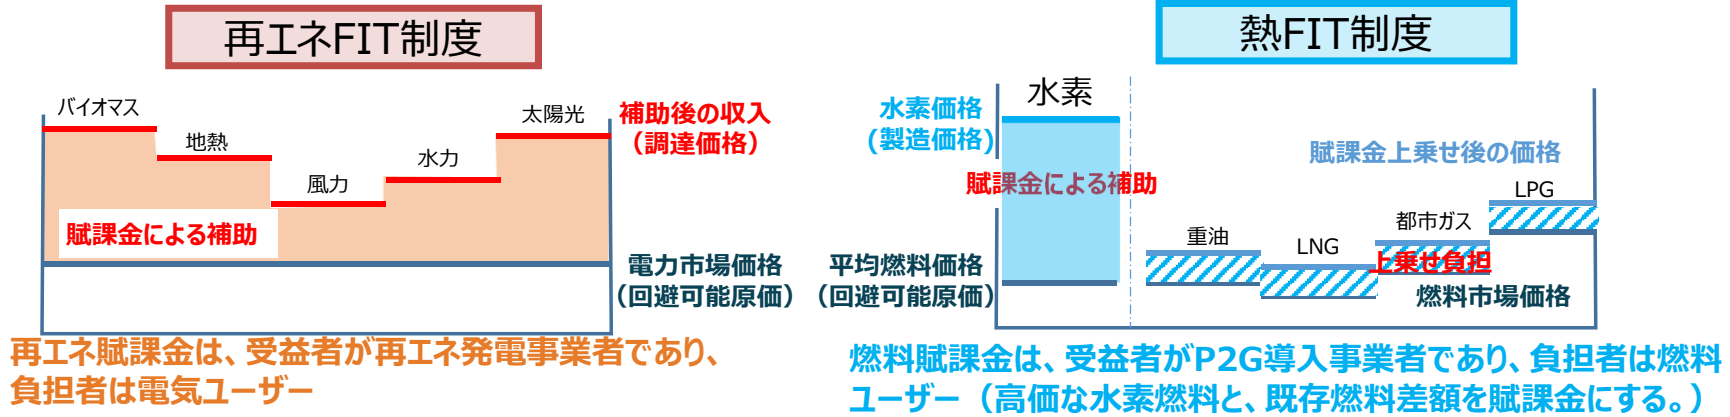 再エネFIT制度
バイオマス
地熱
風力
水力
太陽光
補助後の収入
（調達価格）
賦課金による補助
電力市場価格
（回避可能原価）
再エネ賦課金は、受益者が再エネ発電事業者であり、
負担者は電気ユーザー
熱FIT制度
水素価格
(製造価格)
水素
賦課金による補助
平均燃料価格
（回避可能原価）
賦課金上乗せ後の価格
重油
LNG
都市ガス
LPG
上乗せ負担
燃料市場価格
燃料賦課金は、受益者がP2G導入事業者であり、負担者は燃料
ユーザー（高価な水素燃料と、既存燃料差額を賦課金にする。）